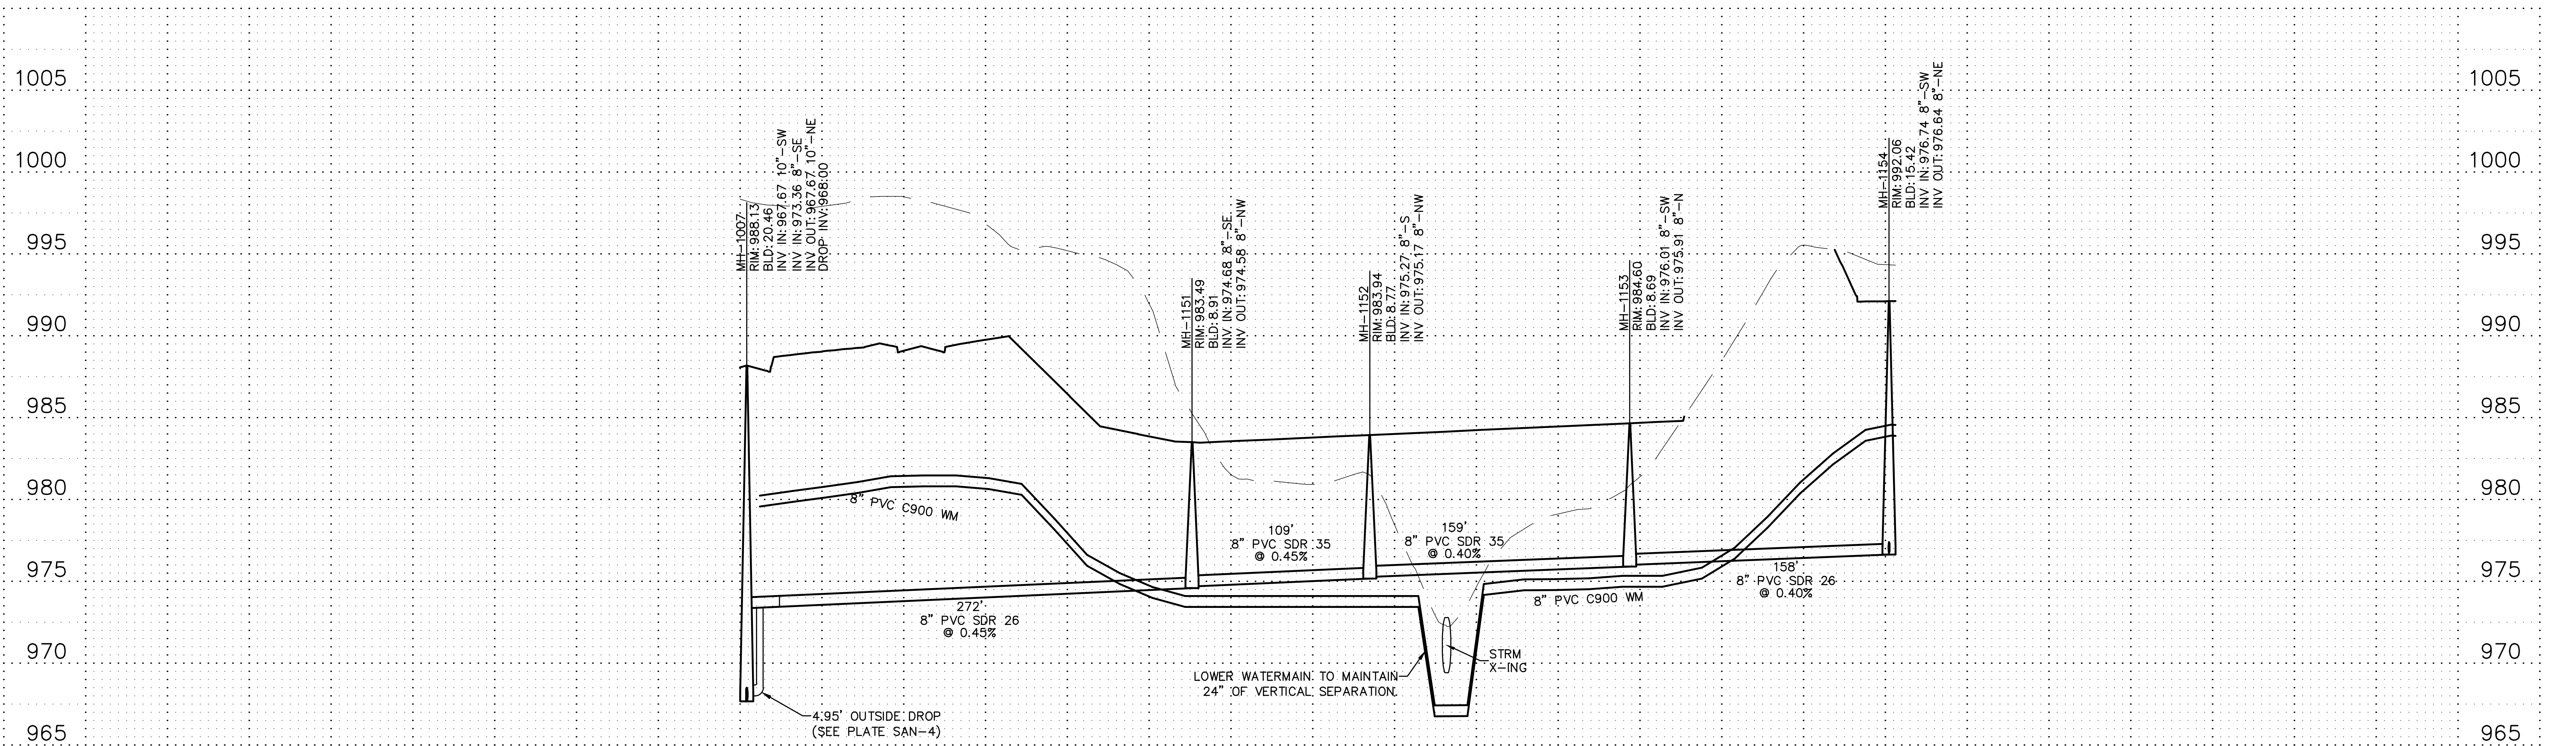 1005
1000
995
990
985
980
975
970
965
MH-1007
RIM:988.13
BLD:20.46
INV IN:967.67 10"-SW
INV IN:973.36 8"-SE
INV OUT:967.67 10"-NE
DROP INV:968.00
MH-1151
RIM:983.49
BLD:8.91
INV IN:974.68 8"-SE
INV OUT:974.58 8"-NW
MH-1152
RIM:983.94
BLD:8.77
INV IN:975.27 8"-S
INV OUT:975.17 8"-NW
MH-1153
RIM:984.60
BLD:8.69
INV IN:976.01 8"-SW
INV OUT:975.91 8"-N
MH-1154
RIM:992.06
BLD:15.42
INV IN:976.74 8"-SW
INV OUT:976.64 8"-NE
8" PVC C900 WM
272'
8" PVC SDR 26
@ 0.45%
109'
8" PVC SDR 35
@ 0.45%
159'
8" PVC SDR 35
@ 0.40%
8" PVC C900 WM
158'
8" PVC SDR 26
@ 0.40%
STRM
X-ING
LOWER WATERMAIN TO MAINTAIN
24" OF VERTICAL SEPARATION.
4.95' OUTSIDE DROP
(SEE PLATE SAN-4)
1005
1000
995
990
985
980
975
970
965